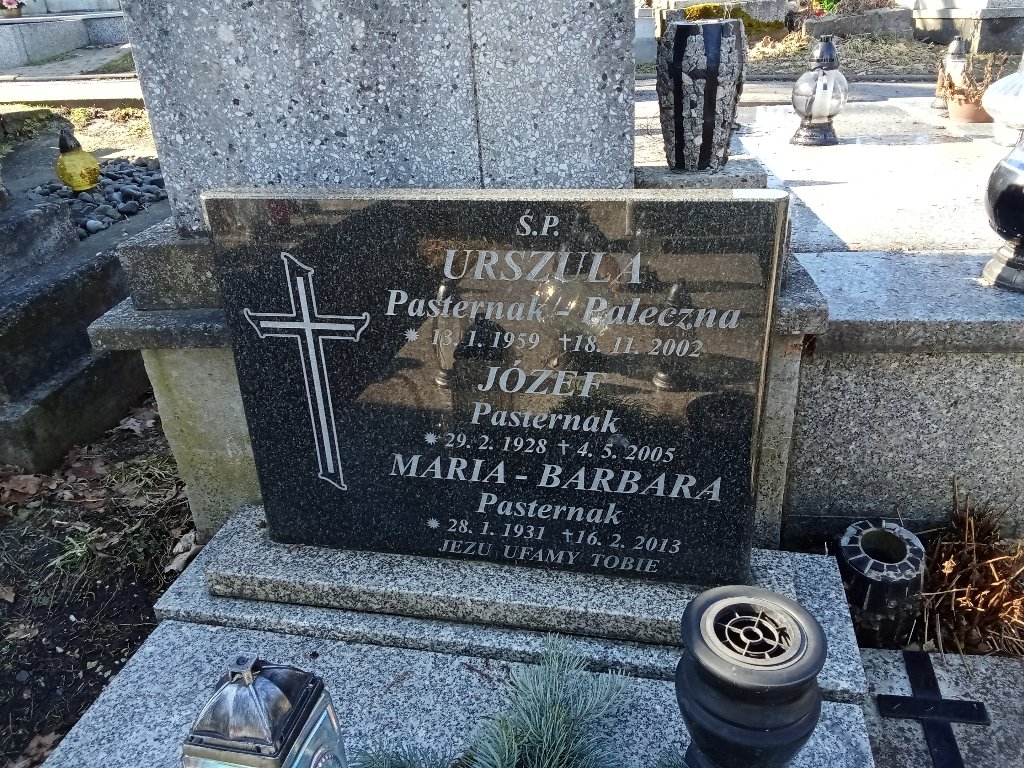 Ś.P.
URSZULA
Pasternak - Paleczna
* 13. 1. 1959 +18. 11. 2002
JÓZEF
Pasternak
* 29. 2. 1928 + 4. 5. 2005
MARIA - BARBARA
Pasternak
* 28. 1. 1931 +16. 2. 2013
JEZU UFAMY TOBIE